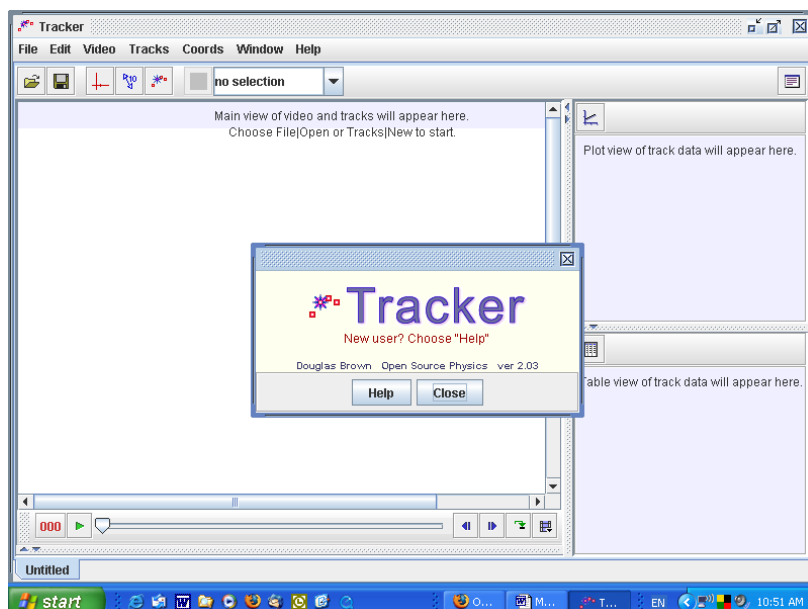 Tracker
File Edit Video Tracks Coords Window Help
no selection
Main view of video and tracks will appear here.
Choose File|Open or Tracks|New to start.
Plot view of track data will appear here.
Tracker
New user? Choose "Help"
Douglas Brown Open Source Physics ver 2.03
Help Close
Table view of track data will appear here.
000
Untitled
start O... M... T... EN 10:51 AM